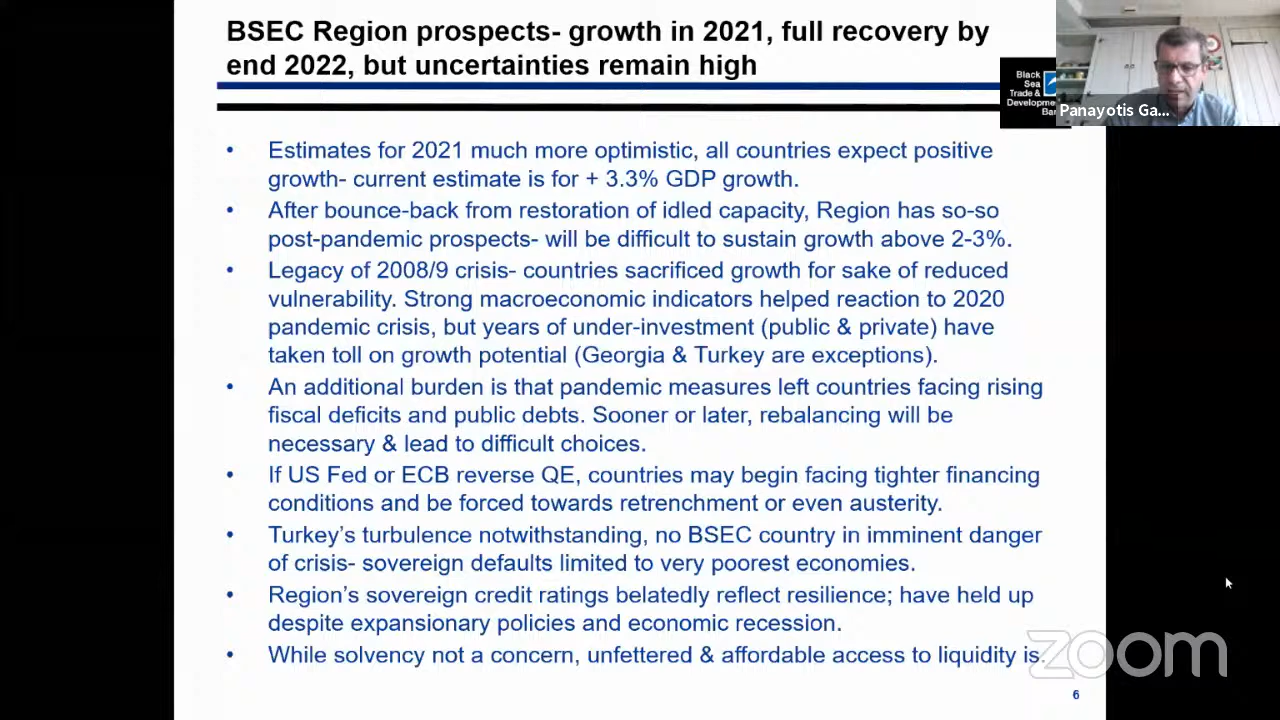 BSEC Region prospects- growth in 2021, full recovery by
end 2022, but uncertainties remain high
Black
Sea
Trade &
Development
Bank
Panayotis Ga...
• Estimates for 2021 much more optimistic, all countries expect positive
growth- current estimate is for + 3.3% GDP growth.
• After bounce-back from restoration of idled capacity, Region has so-so
post-pandemic prospects- will be difficult to sustain growth above 2-3%.
• Legacy of 2008/9 crisis- countries sacrificed growth for sake of reduced
vulnerability. Strong macroeconomic indicators helped reaction to 2020
pandemic crisis, but years of under-investment (public & private) have
taken toll on growth potential (Georgia & Turkey are exceptions).
• An additional burden is that pandemic measures left countries facing rising
fiscal deficits and public debts. Sooner or later, rebalancing will be
necessary & lead to difficult choices.
• If US Fed or ECB reverse QE, countries may begin facing tighter financing
conditions and be forced towards retrenchment or even austerity.
• Turkey's turbulence notwithstanding, no BSEC country in imminent danger
of crisis- sovereign defaults limited to very poorest economies.
• Region's sovereign credit ratings belatedly reflect resilience; have held up
despite expansionary policies and economic recession.
• While solvency not a concern, unfettered & affordable access to liquidity is.
zoom
6